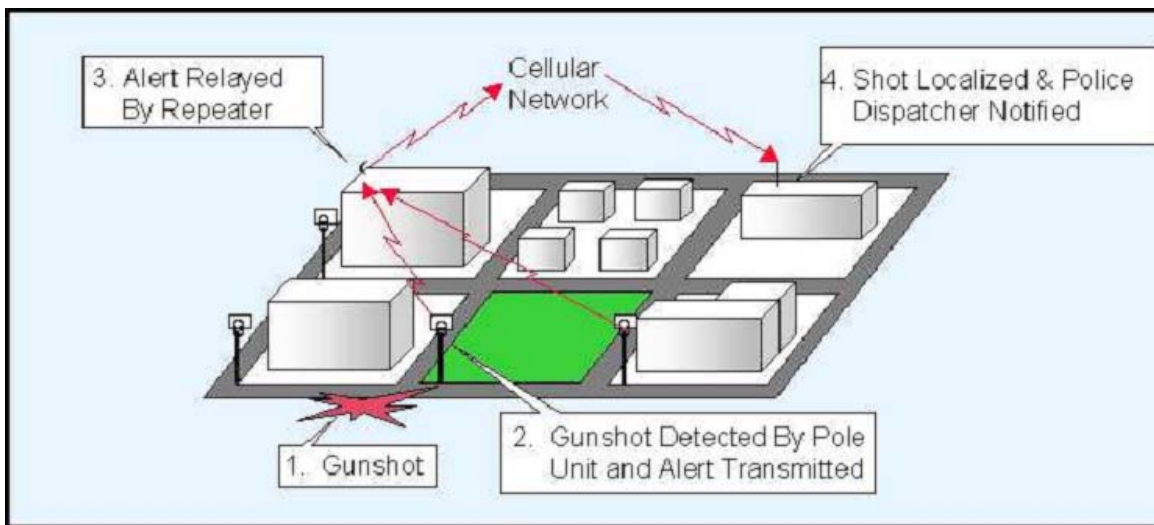 3. Alert Relayed
By Repeater
Cellular
Network
4. Shot Localized & Police
Dispatcher Notified
1. Gunshot
2. Gunshot Detected By Pole
Unit and Alert Transmitted